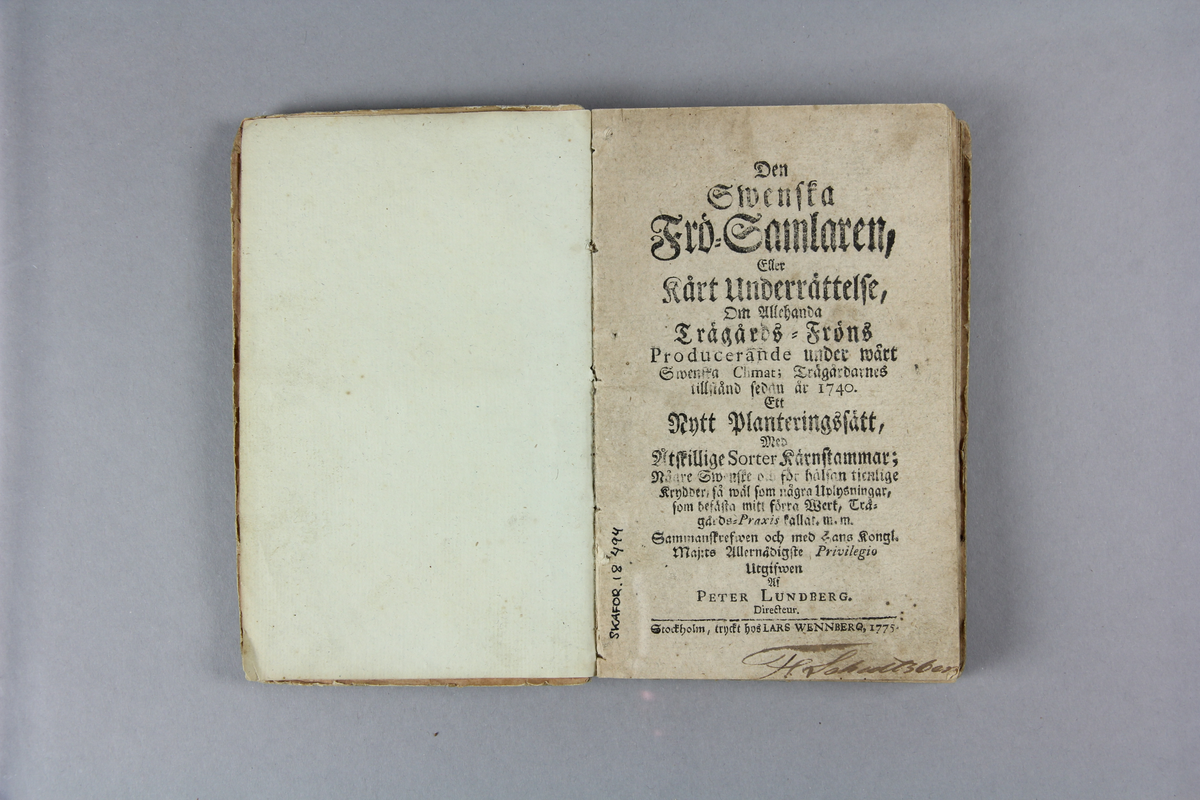 Den
Swenska
Frö-Samlaren,
Eller
Kårt Underrättelse,
Om Allehanda
Trägårds-Fröns
Producerande under wårt
Swenska Climat; Trägårdarnes
tillstånd sedan år 1740.
Ett
Nytt Planteringssätt,
Med
Åtskillige Sorter Kärnstammar;
Någre Swenske och för hälsan tienlige
Krydder, så wäl som några Uplysningar,
som befästa mitt förra Werk, Trä-
gårds-Praxis kallat. m. m.
Sammanskrefwen och med Hans Kongl.
Maj:ts Allernådigste Privilegio
Utgifwen
Af
PETER LUNDBERG.
Directeur.
Stockholm, tryckt hos LARS WENNBERG, 1775.
SKAFOR.18 494